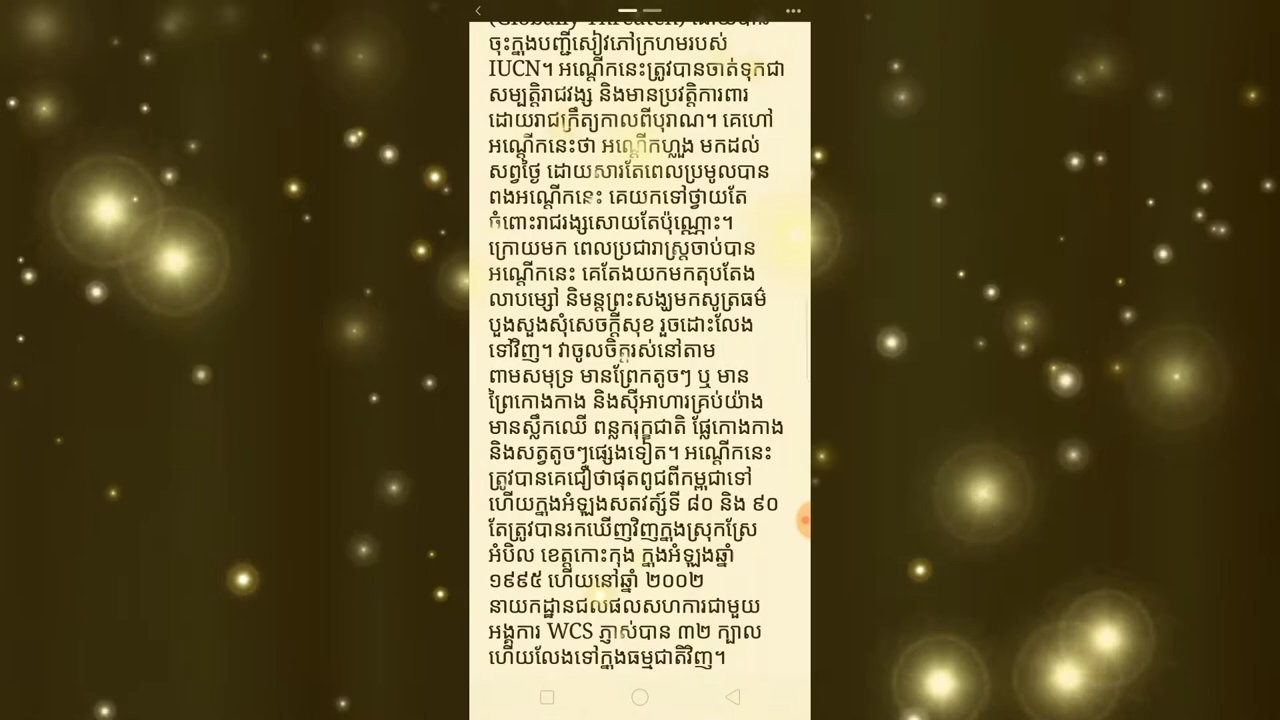 (Globally Threaten) ដោយបាន
ចុះក្នុងបញ្ជីសៀវភៅក្រហមរបស់
IUCN។ អណ្តើកនេះត្រូវបានចាត់ទុកជា
សម្បត្តិរាជវង្ស និងមានប្រវត្តិការពារ
ដោយរាជក្រឹត្យកាលពីបុរាណ។ គេហៅ
អណ្តើកនេះថា អណ្តើកហ្លួង មកដល់
សព្វថ្ងៃ ដោយសារតែពេលប្រមូលបាន
ពងអណ្តើកនេះ គេយកទៅថ្វាយតែ
ចំពោះរាជរង្សសោយតែប៉ុណ្ណោះ។
ក្រោយមក ពេលប្រជារាស្ត្រចាប់បាន
អណ្តើកនេះ គេតែងយកមកតុបតែង
លាបម្សៅ និមន្តព្រះសង្ឃមកសូត្រធម៌
បួងសួងសុំសេចក្តីសុខ រួចដោះលែង
ទៅវិញ។ វាចូលចិត្តរស់នៅតាម
ពាមសមុទ្រ មានព្រែកតូចៗ ឬ មាន
ព្រៃកោងកាង និងស៊ីអាហារគ្រប់យ៉ាង
មានស្លឹកឈើ ពន្លករុក្ខជាតិ ផ្លែកោងកាង
និងសត្វតូចៗផ្សេងទៀត។ អណ្តើកនេះ
ត្រូវបានគេជឿថាផុតពូជពីកម្ពុជាទៅ
ហើយក្នុងអំឡុងសតវត្ស៍ទី ៨០ និង ៩០
តែត្រូវបានរកឃើញវិញក្នុងស្រុកស្រែ
អំបិល ខេត្តកោះកុង ក្នុងអំឡុងឆ្នាំ
១៩៩៥ ហើយនៅឆ្នាំ ២០០២
នាយកដ្ឋានជលផលសហការជាមួយ
អង្គការ WCS ភ្ញាស់បាន ៣២ ក្បាល
ហើយលែងទៅក្នុងធម្មជាតិវិញ។